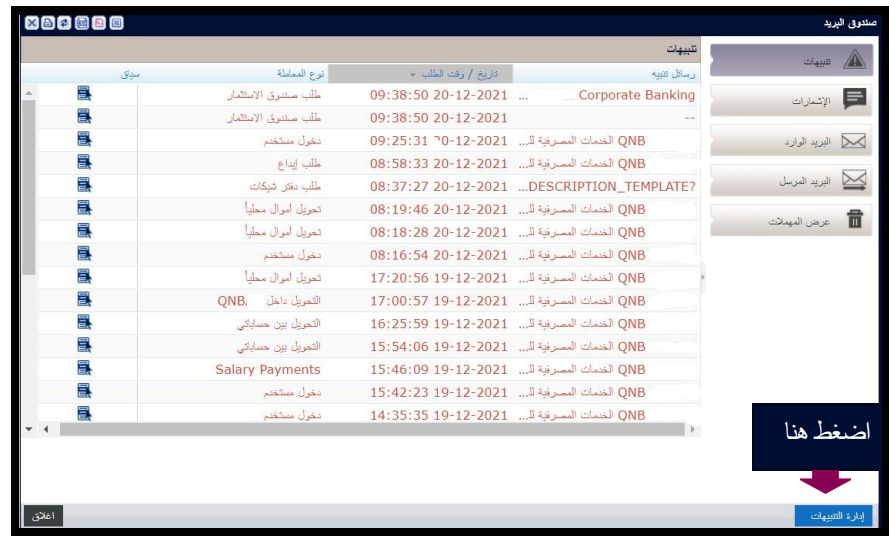 صندوق البريد
تنبيهات
الإشعارات
البريد الوارد
البريد المرسل
عرض المهملات
تنبيهات
رسائل تنبيه تاريخ / وقت الطلب نوع المعاملة سياق
Corporate Banking ... 09:38:50 20-12-2021 طلب صندوق الاستثمار
-- 09:38:50 20-12-2021 طلب صندوق الاستثمار
QNB الخدمات المصرفية لل... 09:25:31 20-12-2021 دخول مستخدم
QNB الخدمات المصرفية لل... 08:58:33 20-12-2021 طلب إيداع
DESCRIPTION_TEMPLATE?... 08:37:27 20-12-2021 طلب دفتر شيكات
QNB الخدمات المصرفية لل... 08:19:46 20-12-2021 تحويل أموال محلياً
QNB الخدمات المصرفية لل... 08:18:28 20-12-2021 تحويل أموال محلياً
QNB الخدمات المصرفية لل... 08:16:54 20-12-2021 دخول مستخدم
QNB الخدمات المصرفية لل... 17:20:56 19-12-2021 تحويل أموال محلياً
QNB الخدمات المصرفية لل... 17:00:57 19-12-2021 التحويل داخل QNB.
QNB الخدمات المصرفية لل... 16:25:59 19-12-2021 التحويل بين حساباتي
QNB الخدمات المصرفية لل... 15:54:06 19-12-2021 التحويل بين حساباتي
QNB الخدمات المصرفية لل... 15:46:09 19-12-2021 Salary Payments
QNB الخدمات المصرفية لل... 15:42:23 19-12-2021 دخول مستخدم
QNB الخدمات المصرفية لل... 14:35:35 19-12-2021 دخول مستخدم
اضغط هنا
إدارة التنبيهات
اغلاق